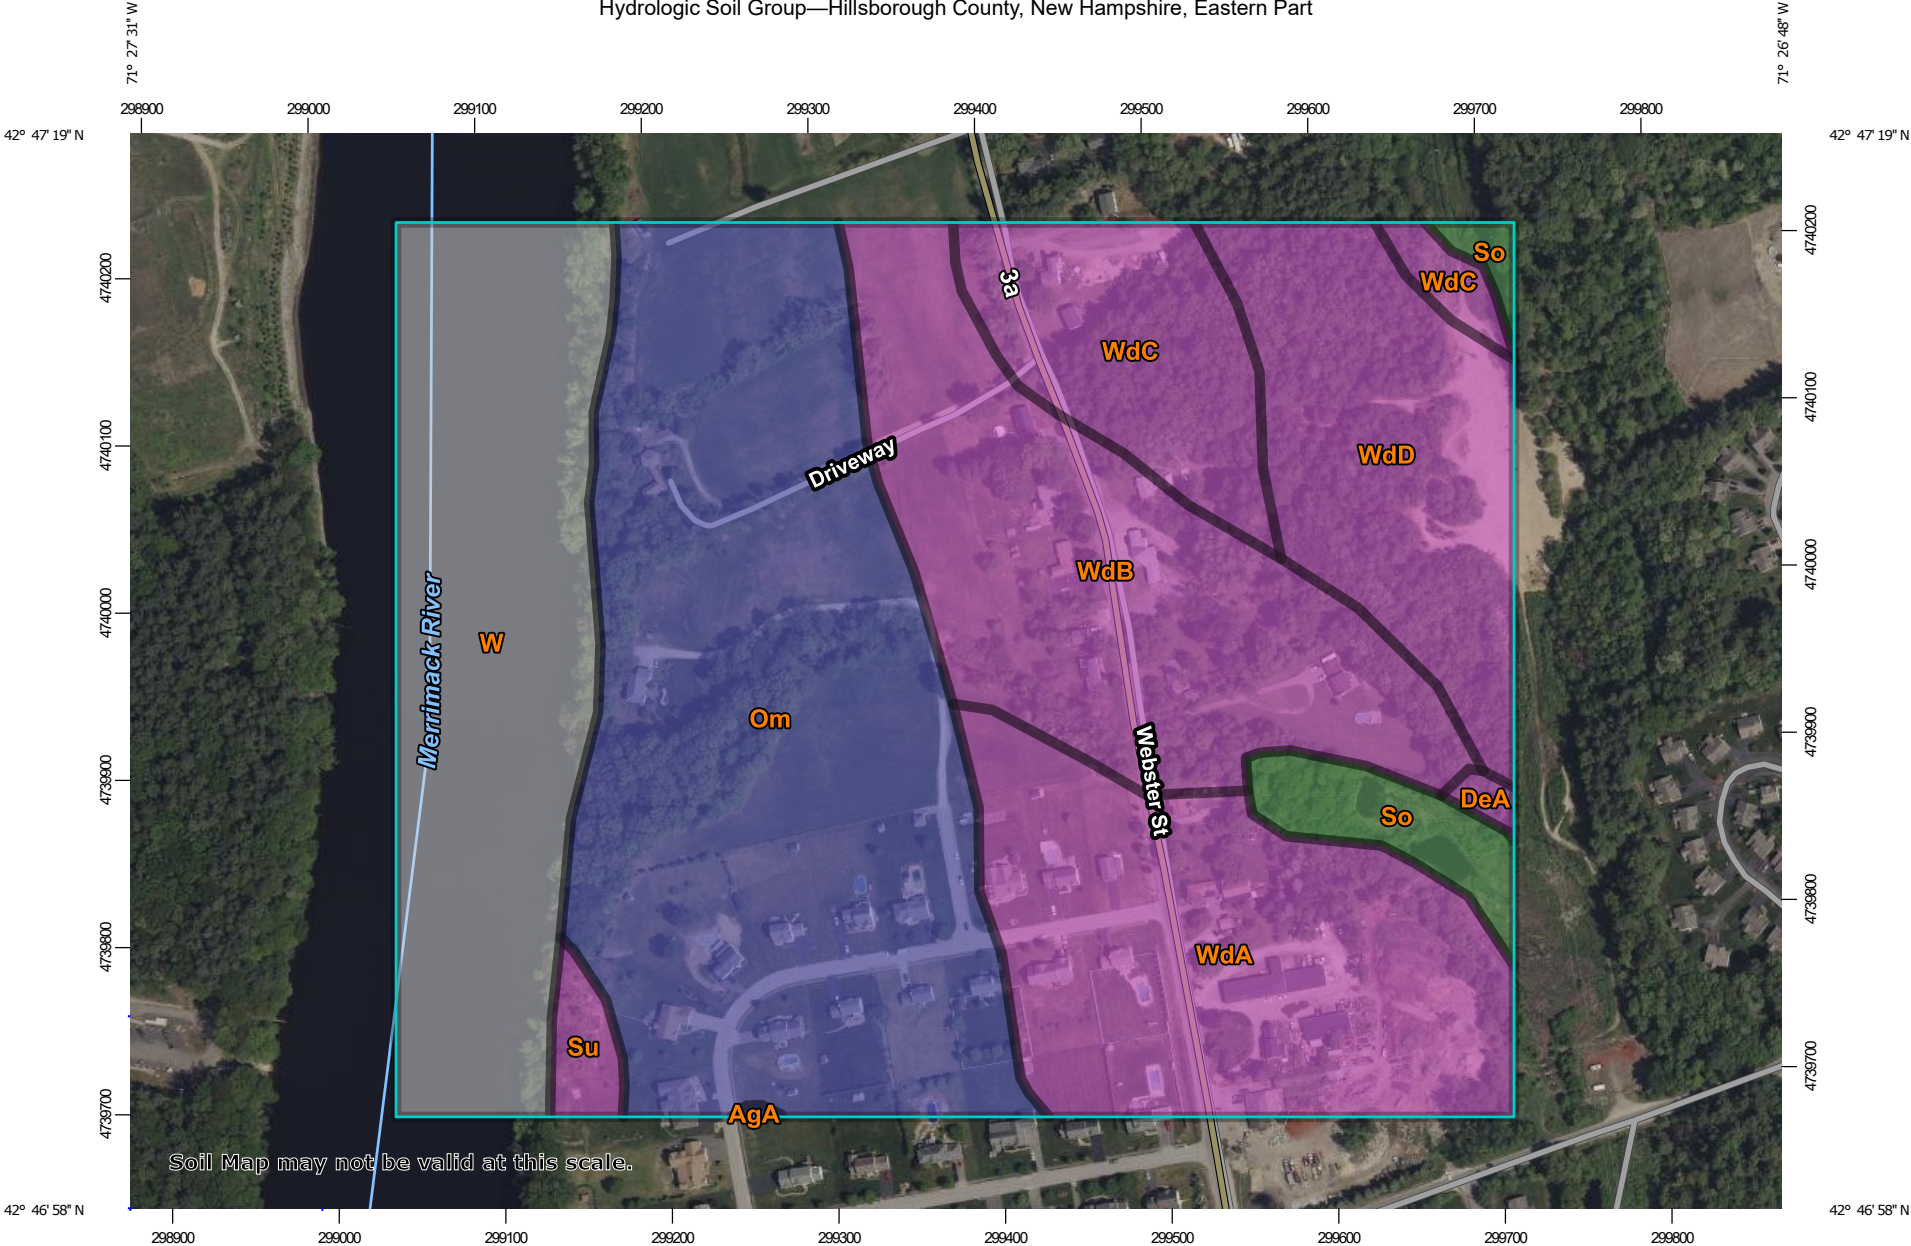 Hydrologic Soil Group—Hillsborough County, New Hampshire, Eastern Part
71° 27' 31" W
71° 26' 48" W
298900 299000 299100 299200 299300 299400 299500 299600 299700 299800
42° 47' 19" N
42° 47' 19" N
4740200
4740100
4740000
4739900
4739800
4739700
4740200
4740100
4740000
4739900
4739800
4739700
So
WdC
3a
WdC
Driveway
WdD
WdB
Merrimack River
W
Om
Webster St
DeA
So
WdA
Su
AgA
Soil Map may not be valid at this scale.
42° 46' 58" N
42° 46' 58" N
298900 299000 299100 299200 299300 299400 299500 299600 299700 299800